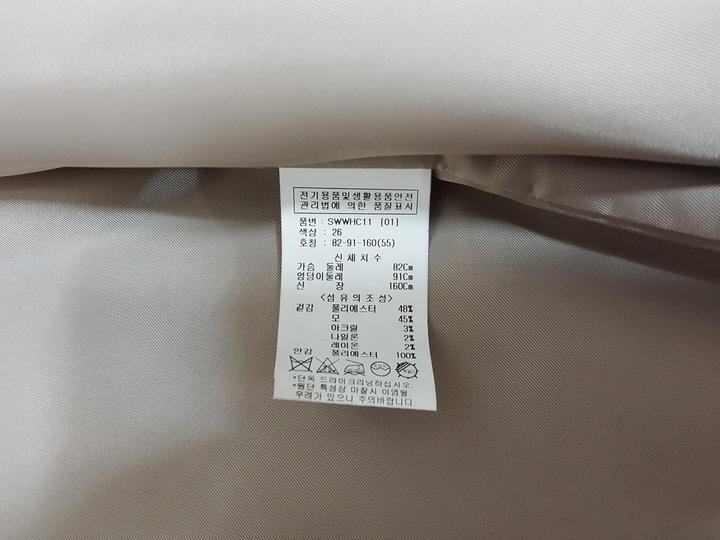 전기용품및생활용품안전
관리법에 의한 품질표시
품번 : SWWHC11 [01]
색상 : 26
호칭 : 82-91-160(55)
신체치수
가슴 둘레 82Cm
엉덩이둘레 91Cm
신 장 160Cm
<섬유의조성>
겉감 폴리에스터 48%
모 45%
아크릴 3%
나일론 2%
레이온 2%
안감 폴리에스터 100%
*단독 드라이크리닝하십시오.
*원단 특성상 마찰시 이염될
우려가 있으니 주의바랍니다.